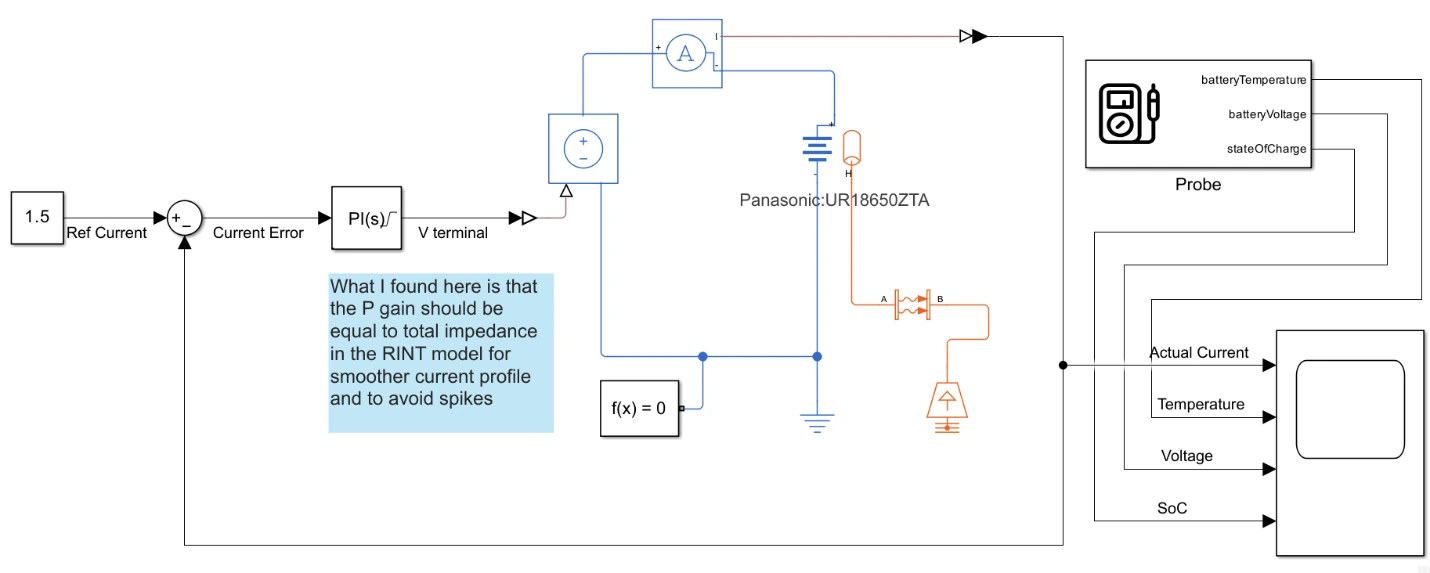 A
+
I
-
batteryTemperature
batteryVoltage
stateOfCharge
Probe
+
+
−
-
H
Panasonic:UR18650ZTA
1.5
Ref Current
+
−
Current Error
PI(s)
V terminal
What I found here is that
the P gain should be
equal to total impedance
in the RINT model for
smoother current profile
and to avoid spikes
A
B
f(x) = 0
Actual Current
Temperature
Voltage
SoC